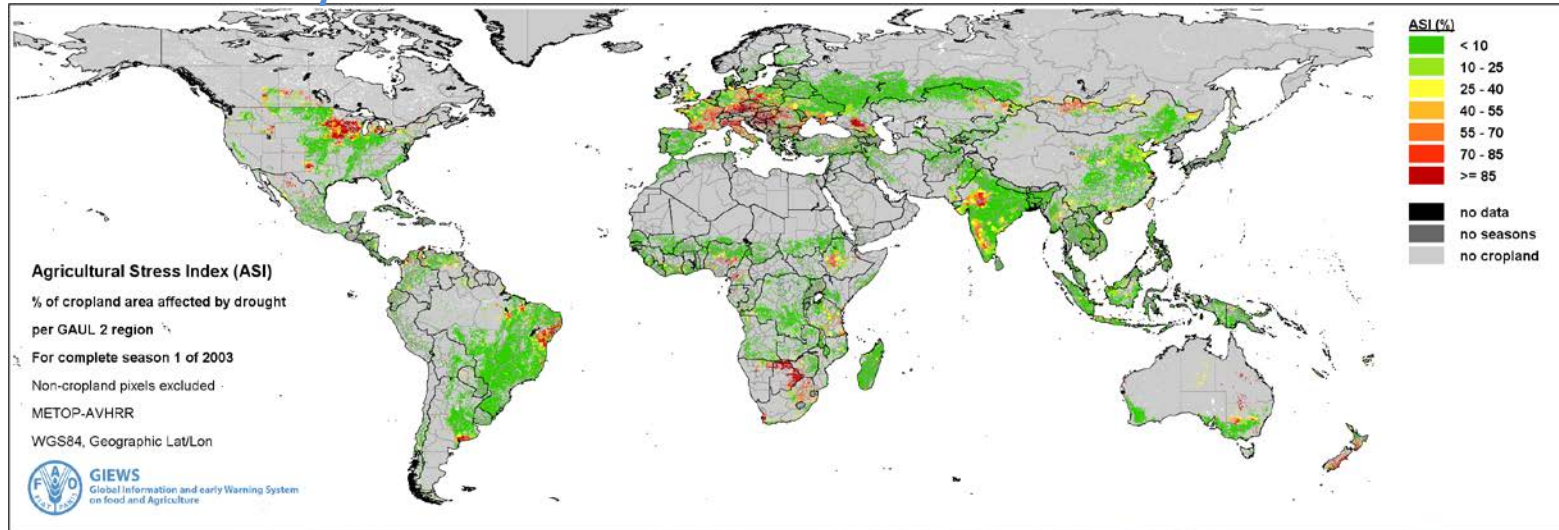 Agricultural Stress Index (ASI)
% of cropland area affected by drought
per GAUL 2 region
For complete season 1 of 2003
Non-cropland pixels excluded
METOP-AVHRR
WGS84, Geographic Lat/Lon
FAO
FIAT PANIS
GIEWS
Global Information and early Warning System
on food and Agriculture
ASI (%)
< 10
10 - 25
25 - 40
40 - 55
55 - 70
70 - 85
>= 85
no data
no seasons
no cropland